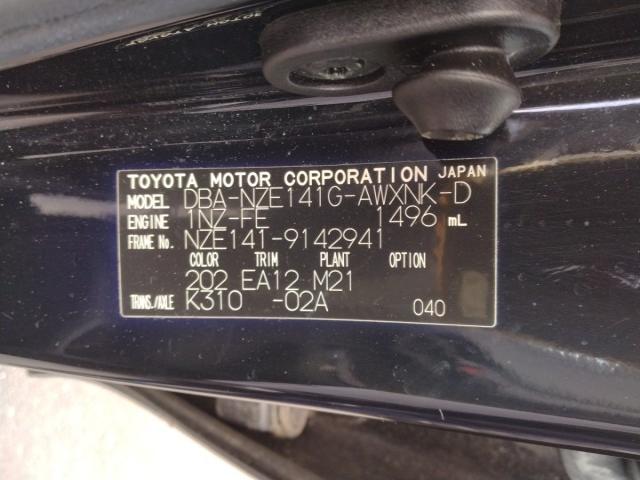 TOYOTA MOTOR CORPORATION JAPAN
MODEL DBA-NZE141G-AWXNK-D
ENGINE 1NZ-FE 1496 mL
FRAME No. NZE141-9142941
COLOR TRIM PLANT OPTION
202 EA12 M21
TRANS./AXLE K310 -02A 040